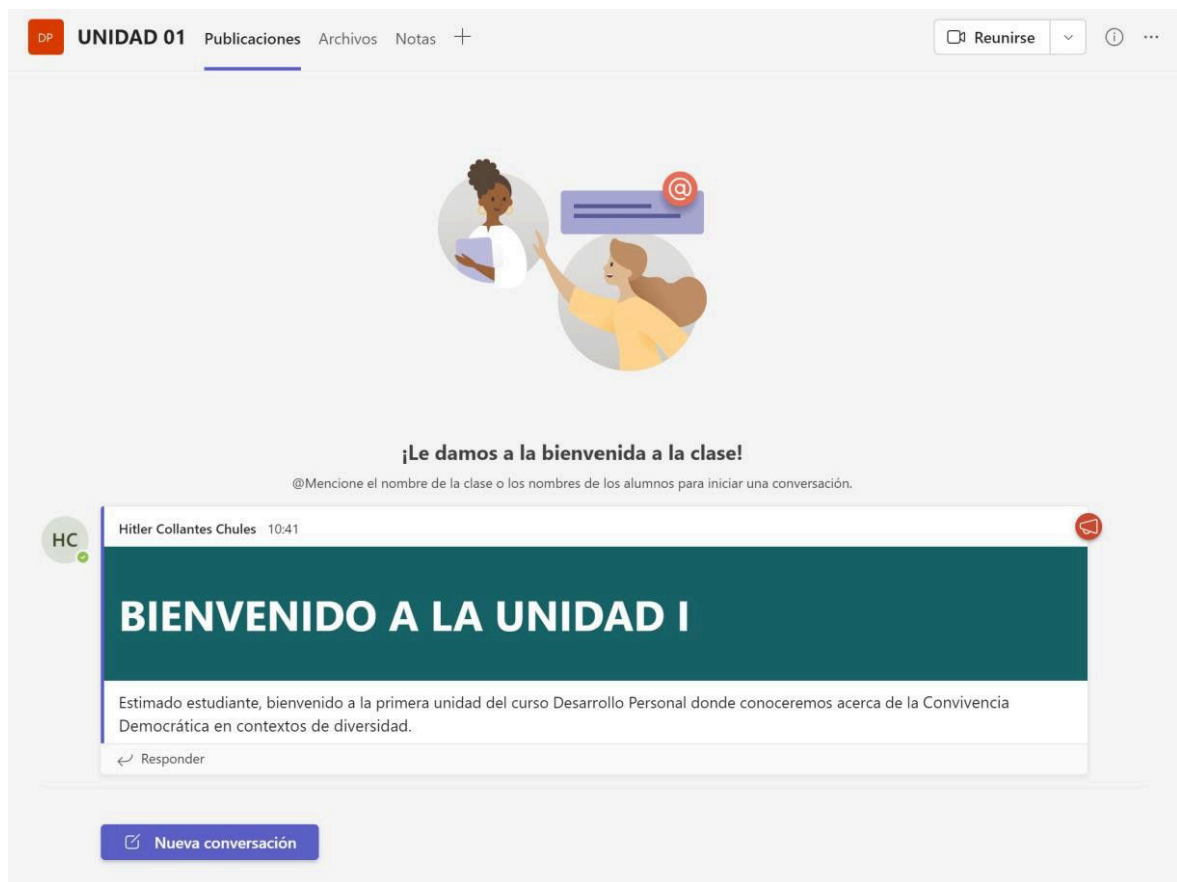 DP UNIDAD 01 Publicaciones Archivos Notas Reunirse
@
¡Le damos a la bienvenida a la clase!
@Mencione el nombre de la clase o los nombres de los alumnos para iniciar una conversación.
HC
Hitler Collantes Chules 10:41
BIENVENIDO A LA UNIDAD I
Estimado estudiante, bienvenido a la primera unidad del curso Desarrollo Personal donde conoceremos acerca de la Convivencia
Democrática en contextos de diversidad.
Responder
Nueva conversación